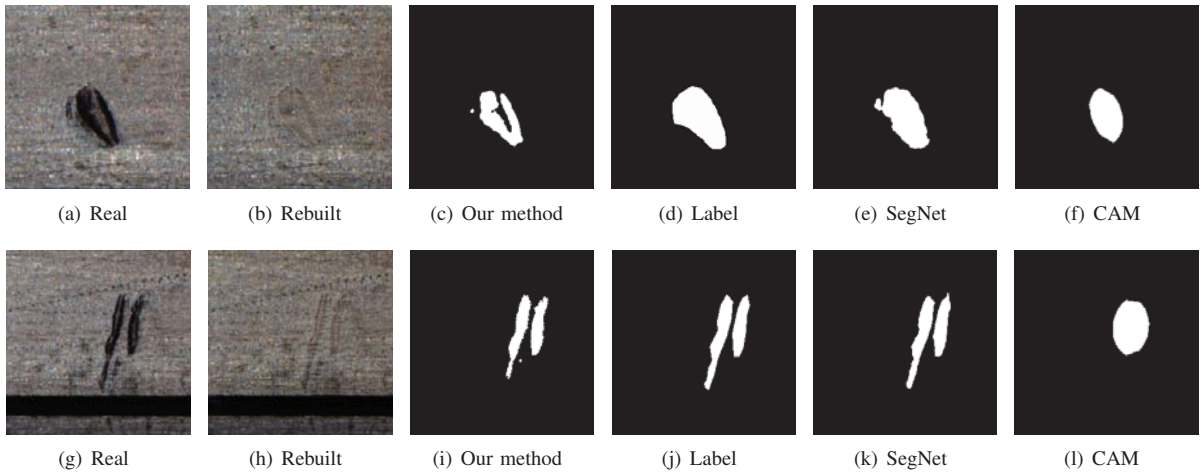 (a) Real
(b) Rebuilt
(c) Our method
(d) Label
(e) SegNet
(f) CAM
(g) Real
(h) Rebuilt
(i) Our method
(j) Label
(k) SegNet
(l) CAM